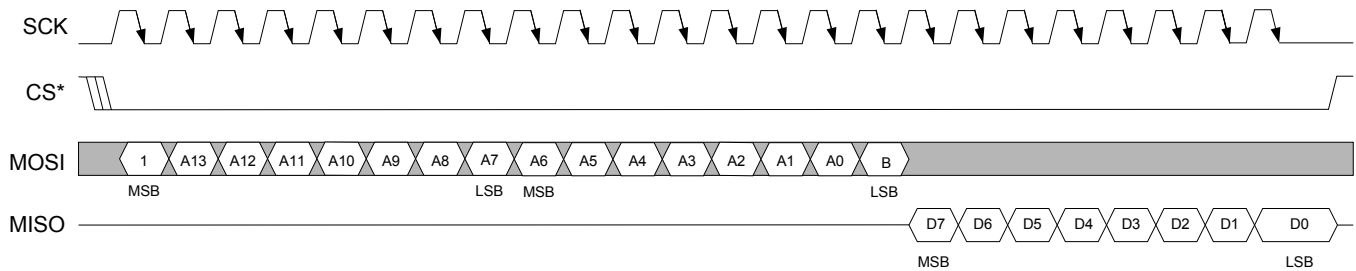 SCK
CS*
MOSI 1 A13 A12 A11 A10 A9 A8 A7 A6 A5 A4 A3 A2 A1 A0 B
MSB LSB MSB LSB
MISO D7 D6 D5 D4 D3 D2 D1 D0
MSB LSB